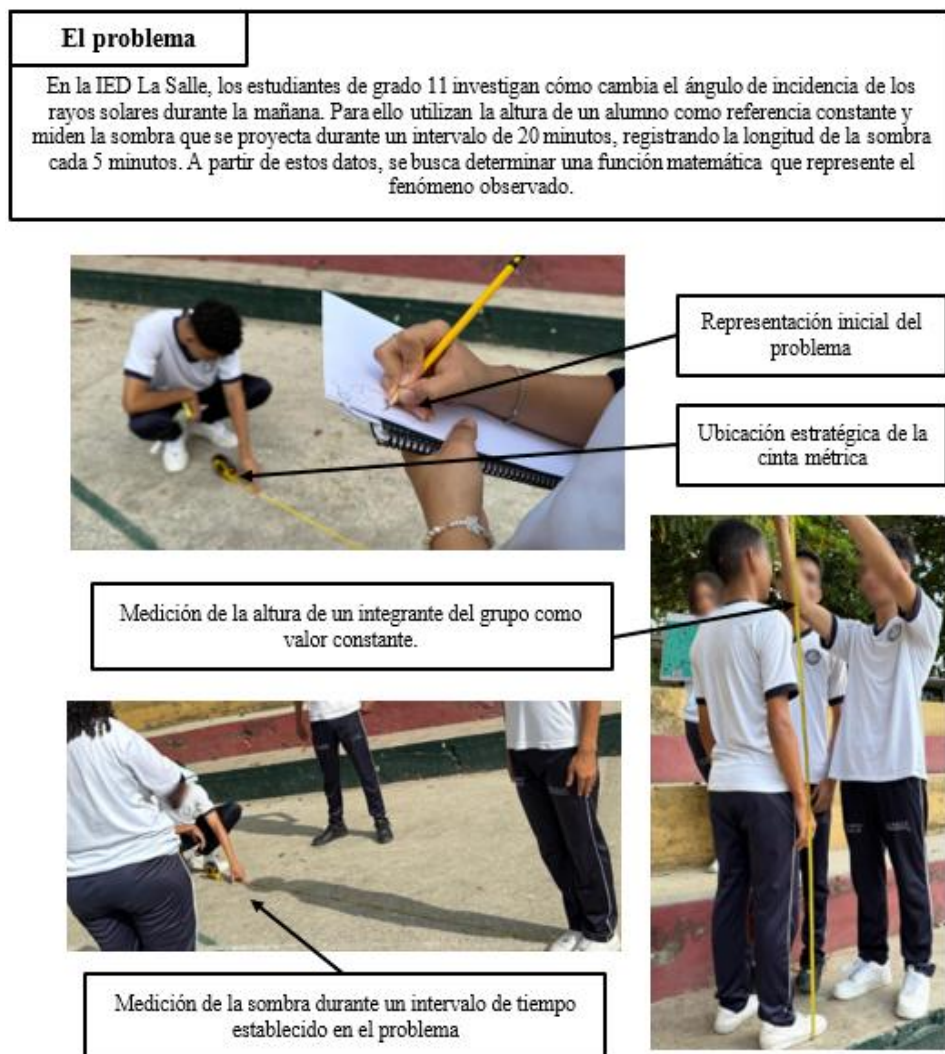 El problema
En la IED La Salle, los estudiantes de grado 11 investigan cómo cambia el ángulo de incidencia de los
rayos solares durante la mañana. Para ello utilizan la altura de un alumno como referencia constante y
miden la sombra que se proyecta durante un intervalo de 20 minutos, registrando la longitud de la sombra
cada 5 minutos. A partir de estos datos, se busca determinar una función matemática que represente el
fenómeno observado.
Representación inicial del
problema
Ubicación estratégica de la
cinta métrica
Medición de la altura de un integrante del grupo como
valor constante.
Medición de la sombra durante un intervalo de tiempo
establecido en el problema